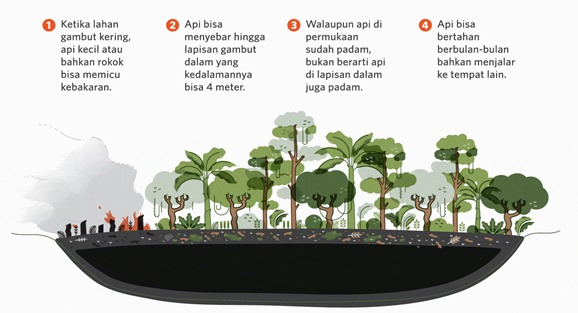 1 Ketika lahan
gambut kering,
api kecil atau
bahkan rokok
bisa memicu
kebakaran.
2 Api bisa
menyebar hingga
lapisan gambut
dalam yang
kedalamannya
bisa 4 meter.
3 Walaupun api di
permukaan
sudah padam,
bukan berarti api
di lapisan dalam
juga padam.
4 Api bisa
bertahan
berbulan-bulan
bahkan menjalar
ke tempat lain.